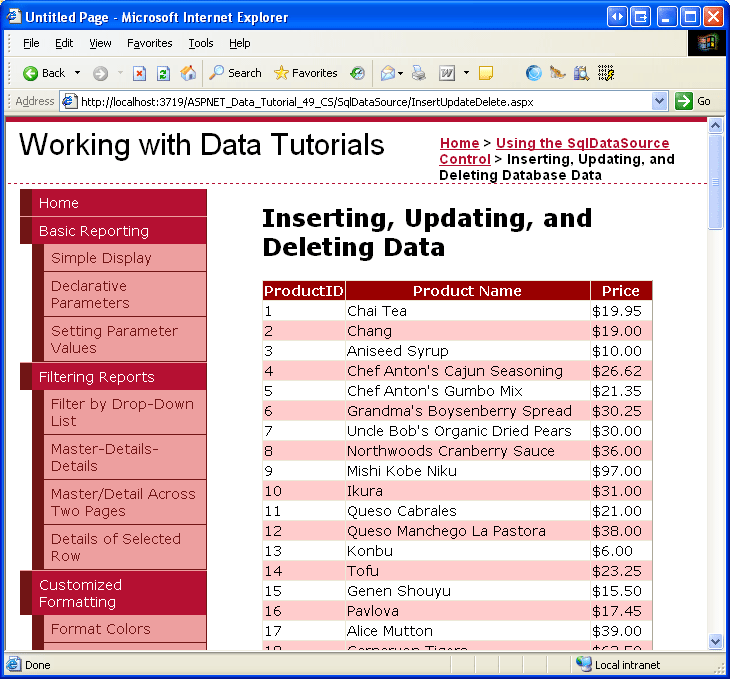 Untitled Page - Microsoft Internet Explorer
File Edit View Favorites Tools Help
Back Search Favorites
Address http://localhost:3719/ASPNET_Data_Tutorial_49_CS/SqlDataSource/InsertUpdateDelete.aspx Go
Working with Data Tutorials
Home > Using the SqlDataSource
Control > Inserting, Updating, and
Deleting Database Data
Home
Basic Reporting
Simple Display
Declarative
Parameters
Setting Parameter
Values
Filtering Reports
Filter by Drop-Down
List
Master-Details-
Details
Master/Detail Across
Two Pages
Details of Selected
Row
Customized
Formatting
Format Colors
Inserting, Updating, and
Deleting Data
ProductID Product Name Price
1 Chai Tea $19.95
2 Chang $19.00
3 Aniseed Syrup $10.00
4 Chef Anton's Cajun Seasoning $26.62
5 Chef Anton's Gumbo Mix $21.35
6 Grandma's Boysenberry Spread $30.25
7 Uncle Bob's Organic Dried Pears $30.00
8 Northwoods Cranberry Sauce $36.00
9 Mishi Kobe Niku $97.00
10 Ikura $31.00
11 Queso Cabrales $21.00
12 Queso Manchego La Pastora $38.00
13 Konbu $6.00
14 Tofu $23.25
15 Genen Shouyu $15.50
16 Pavlova $17.45
17 Alice Mutton $39.00
18 Carnarvon Tigers $62.50
Done Local intranet